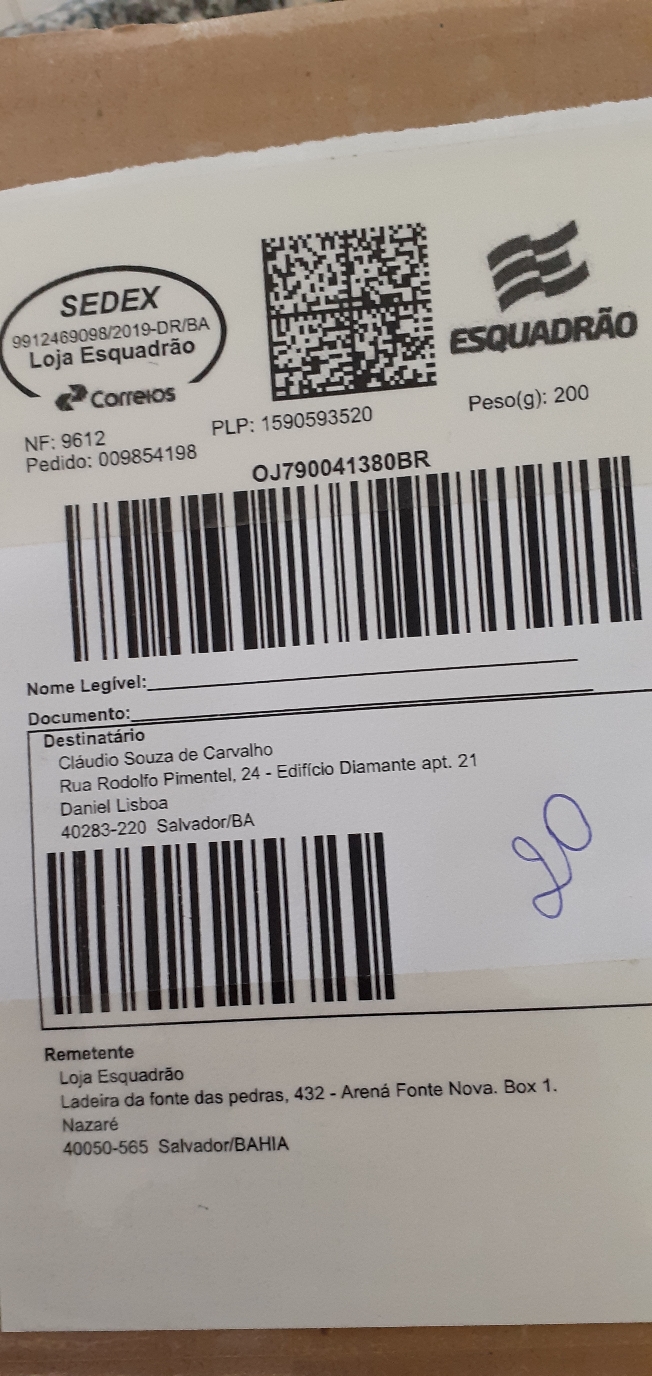 SEDEX
9912469098/2019-DR/BA
Loja Esquadrão
Correios
ESQUADRÃO
NF: 9612
PLP: 1590593520
Peso(g): 200
Pedido: 009854198
OJ790041380BR
Nome Legível:
Documento:
Destinatário
Cláudio Souza de Carvalho
Rua Rodolfo Pimentel, 24 - Edifício Diamante apt. 21
Daniel Lisboa
40283-220 Salvador/BA
20
Remetente
Loja Esquadrão
Ladeira da fonte das pedras, 432 - Arená Fonte Nova. Box 1.
Nazaré
40050-565 Salvador/BAHIA